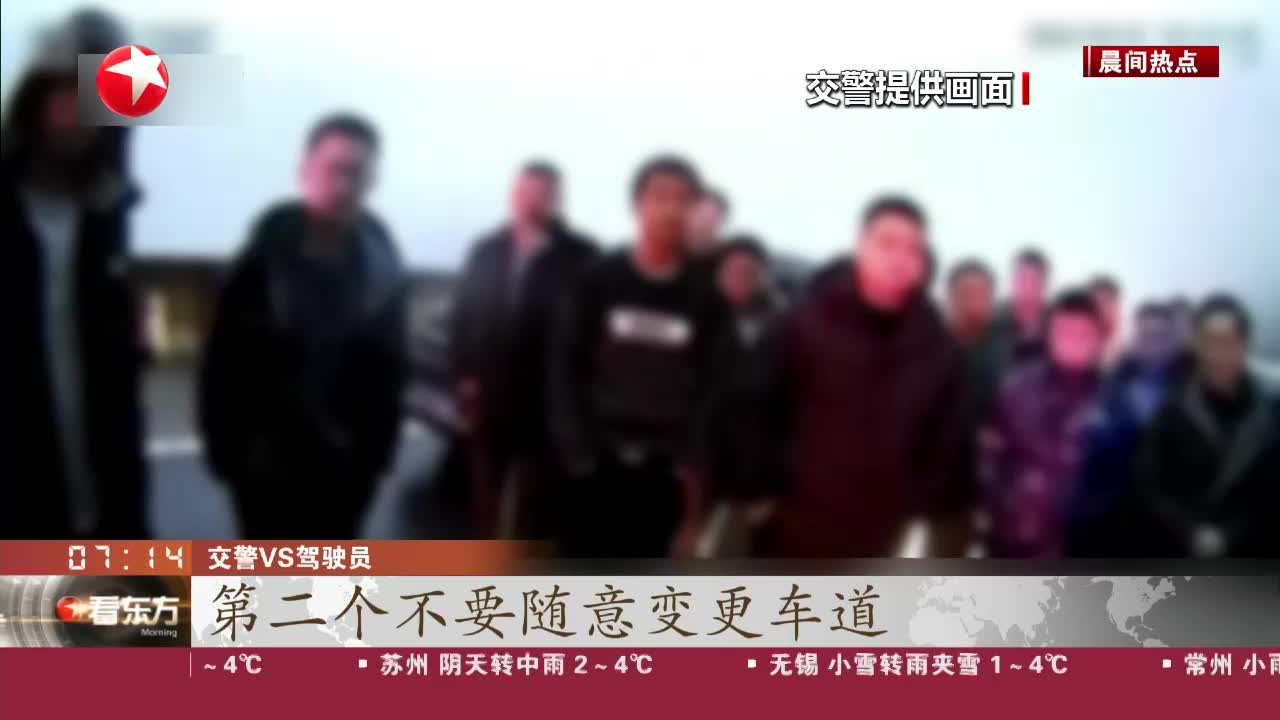 晨间热点
交警提供画面
07:14 交警VS驾驶员
看东方
Morning
第二个不要随意变更车道
~4℃ ▪ 苏州 阴天转中雨 2~4℃ ▪ 无锡 小雪转雨夹雪 1~4℃ ▪ 常州 小雨